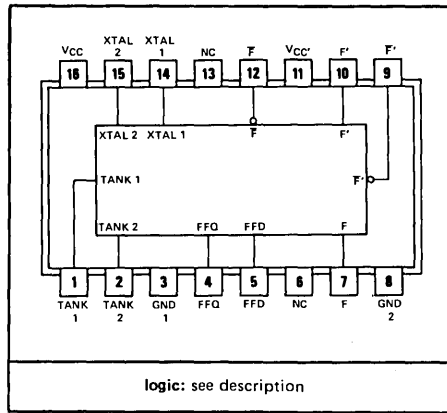 VCC XTAL 2 XTAL 1 NC F̅ VCC' F' F̅'
16 15 14 13 12 11 10 9
XTAL 2 XTAL 1 F̅ F'
TANK 1 F̅'
TANK 2 FFQ FFD F
1 2 3 4 5 6 7 8
TANK 1 TANK 2 GND 1 FFQ FFD NC F GND 2
logic: see description